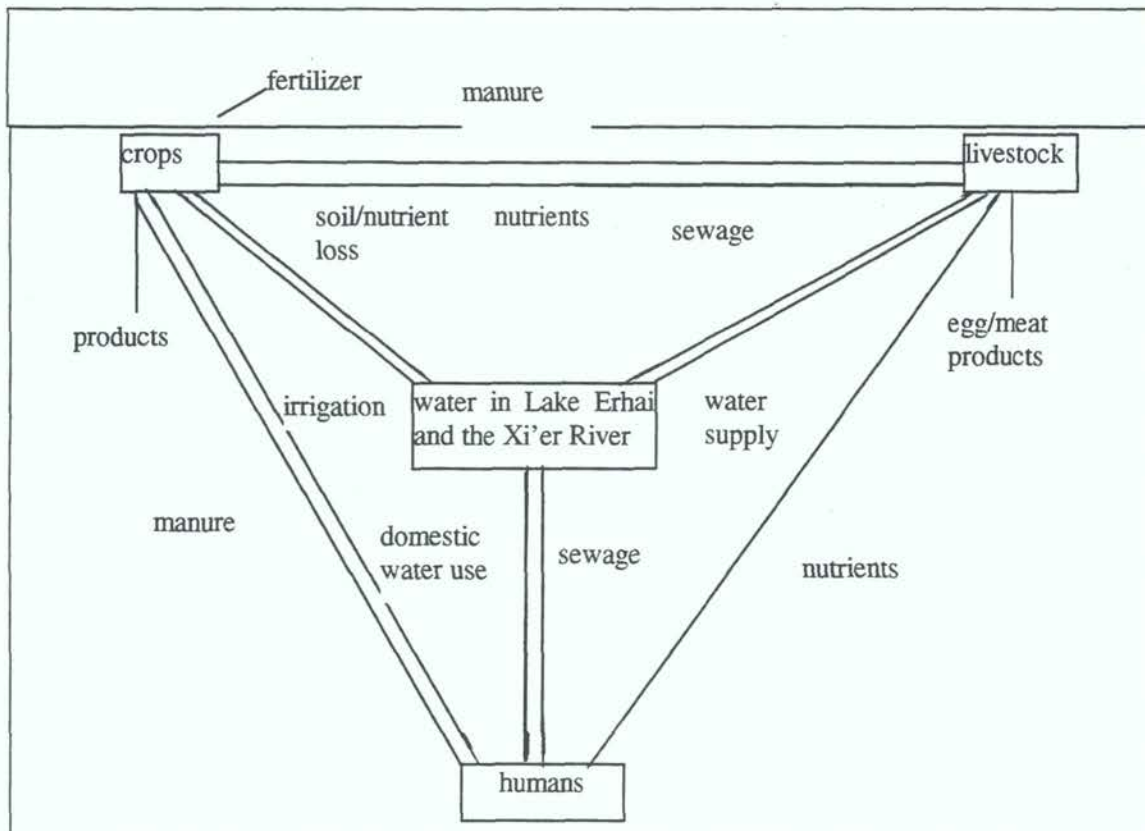 fertilizer
manure
crops
livestock
soil/nutrient
loss
nutrients
sewage
products
egg/meat
products
irrigation
water in Lake Erhai
and the Xi'er River
water
supply
manure
domestic
water use
sewage
nutrients
humans